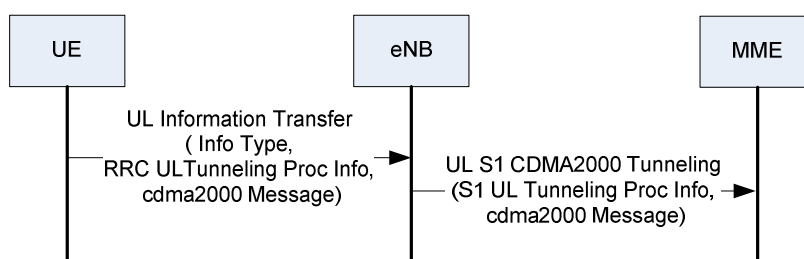 UE
eNB
MME
UL Information Transfer
( Info Type,
RRC ULTunneling Proc Info,
cdma2000 Message)
UL S1 CDMA2000 Tunneling
(S1 UL Tunneling Proc Info,
cdma2000 Message)